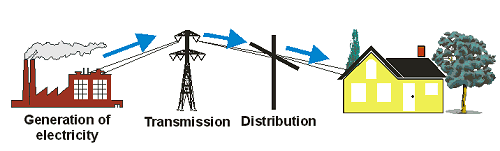 Generation of
electricity
Transmission
Distribution